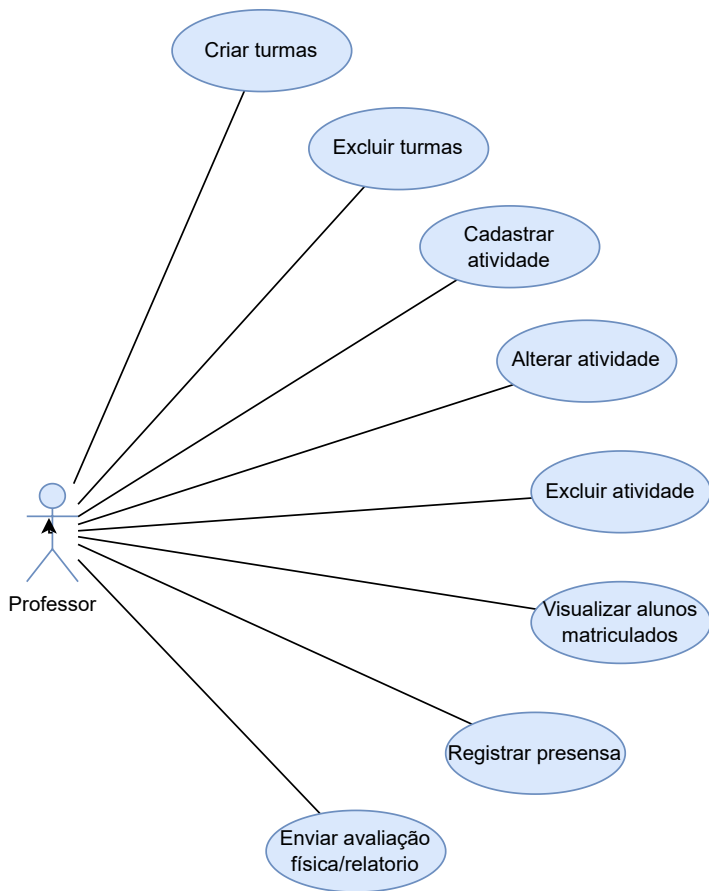 Criar turmas
Excluir turmas
Cadastrar
atividade
Alterar atividade
Excluir atividade
Professor
Visualizar alunos
matriculados
Registrar presensa
Enviar avaliação
física/relatorio